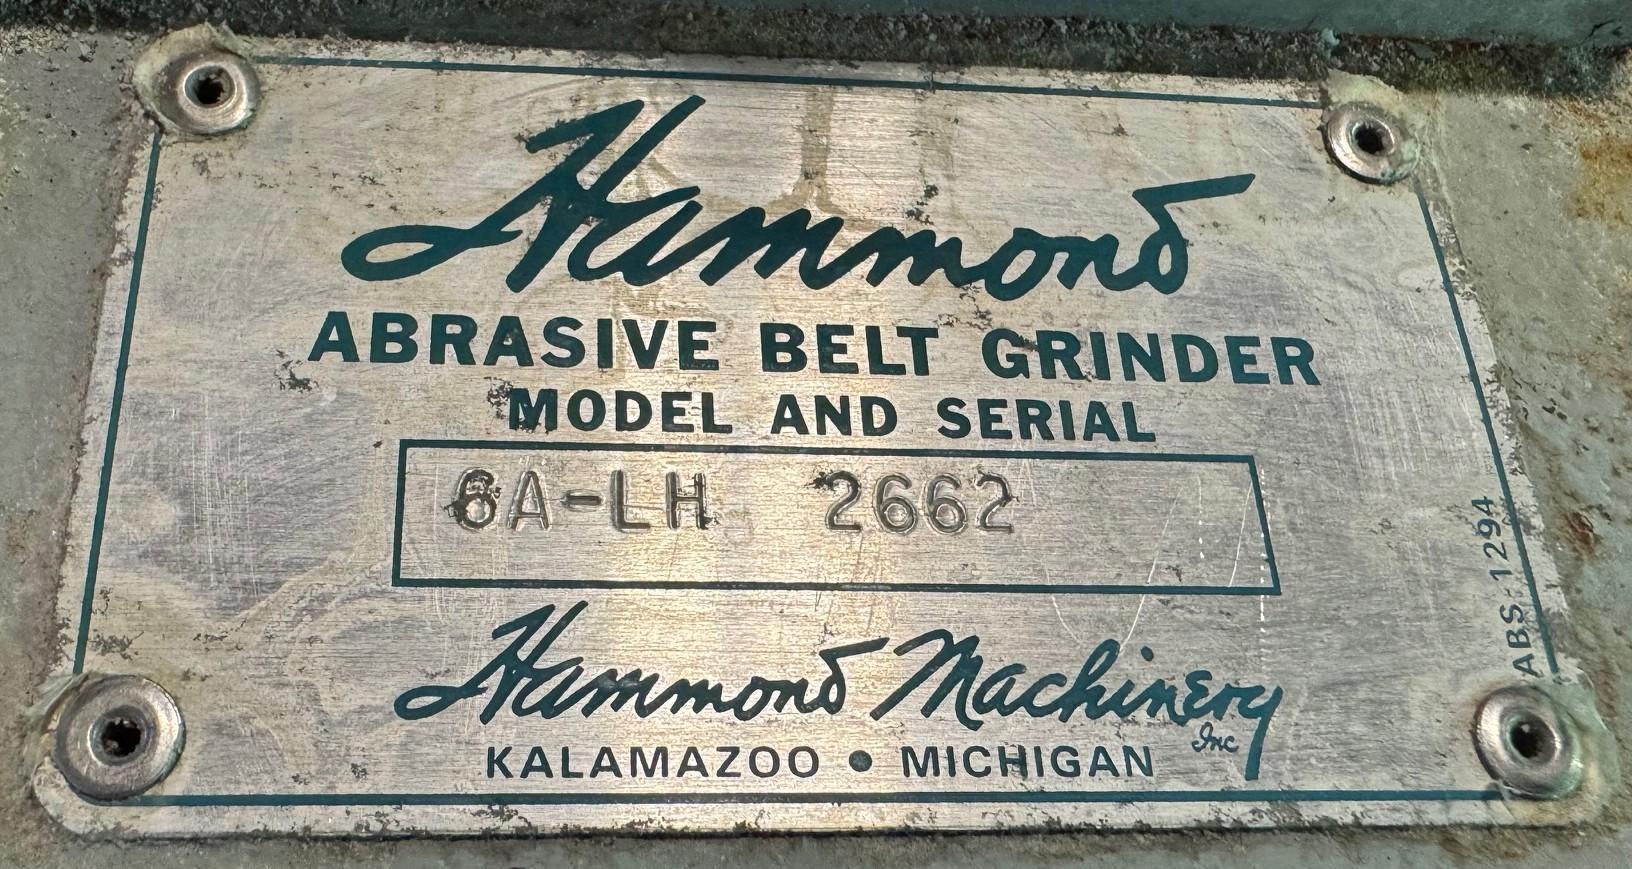 Hammond
ABRASIVE BELT GRINDER
MODEL AND SERIAL
6A-LH 2662
Hammond Machinery
Inc
KALAMAZOO • MICHIGAN
ABS-1294